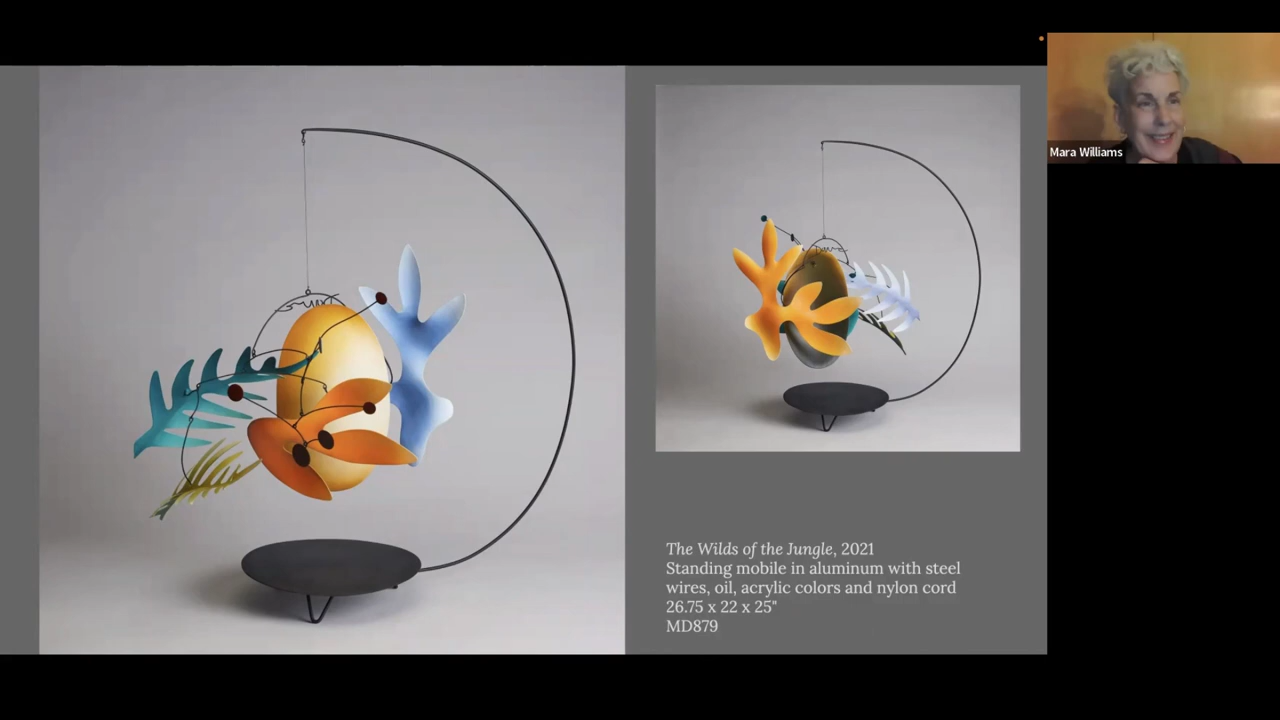 Mara Williams
The Wilds of the Jungle, 2021
Standing mobile in aluminum with steel
wires, oil, acrylic colors and nylon cord
26.75 x 22 x 25"
MD879